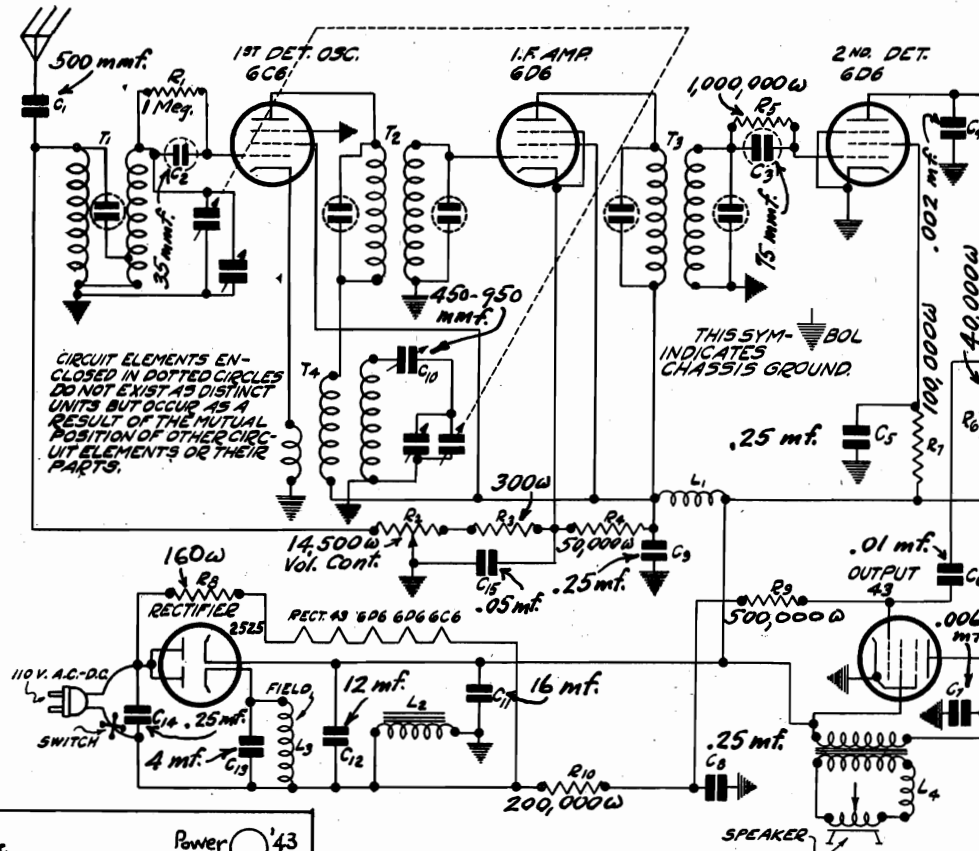 500 mmf.
C1
R1
1 Meg.
1ST DET. OSC.
6C6
I.F. AMP.
6D6
2ND. DET.
6D6
1,000,000ω
R5
T1
C2
35 mmf.
T2
T3
C3
75 mmf.
.002 mf.
40,000ω
450-950
mmf.
C10
T4
CIRCUIT ELEMENTS EN-
CLOSED IN DOTTED CIRCLES
DO NOT EXIST AS DISTINCT
UNITS BUT OCCUR AS A
RESULT OF THE MUTUAL
POSITION OF OTHER CIRC-
UIT ELEMENTS OR THEIR
PARTS.
THIS SYM- BOL
INDICATES
CHASSIS GROUND.
100,000ω
R6
.25 mf.
C5
R7
L1
300ω
R2
R3
R4
14,500ω
Vol. Cont.
50,000ω
C15
.05 mf.
.25 mf.
C9
.01 mf.
OUTPUT
43
160ω
R8
RECTIFIER
25Z5
RECT. 43 6D6 6D6 6C6
R9
500,000ω
.006
110 V. A.C.-D.C.
SWITCH
C14
.25 mf.
4 mf.
C13
FIELD
L3
12 mf.
C12
L2
C11
16 mf.
R10
200,000ω
.25 mf.
C8
C7
L4
SPEAKER
Power '43